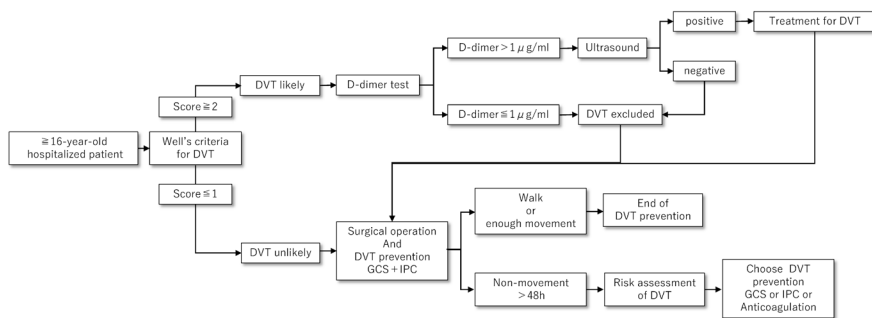 ≧16-year-old
hospitalized patient
Well's criteria
for DVT
Score≧2
Score≦1
DVT likely
D-dimer test
D-dimer>1μg/ml
Ultrasound
positive
Treatment for DVT
negative
D-dimer≦1μg/ml
DVT excluded
DVT unlikely
Surgical operation
And
DVT prevention
GCS+IPC
Walk
or
enough movement
End of
DVT prevention
Non-movement
>48h
Risk assessment
of DVT
Choose DVT
prevention
GCS or IPC or
Anticoagulation